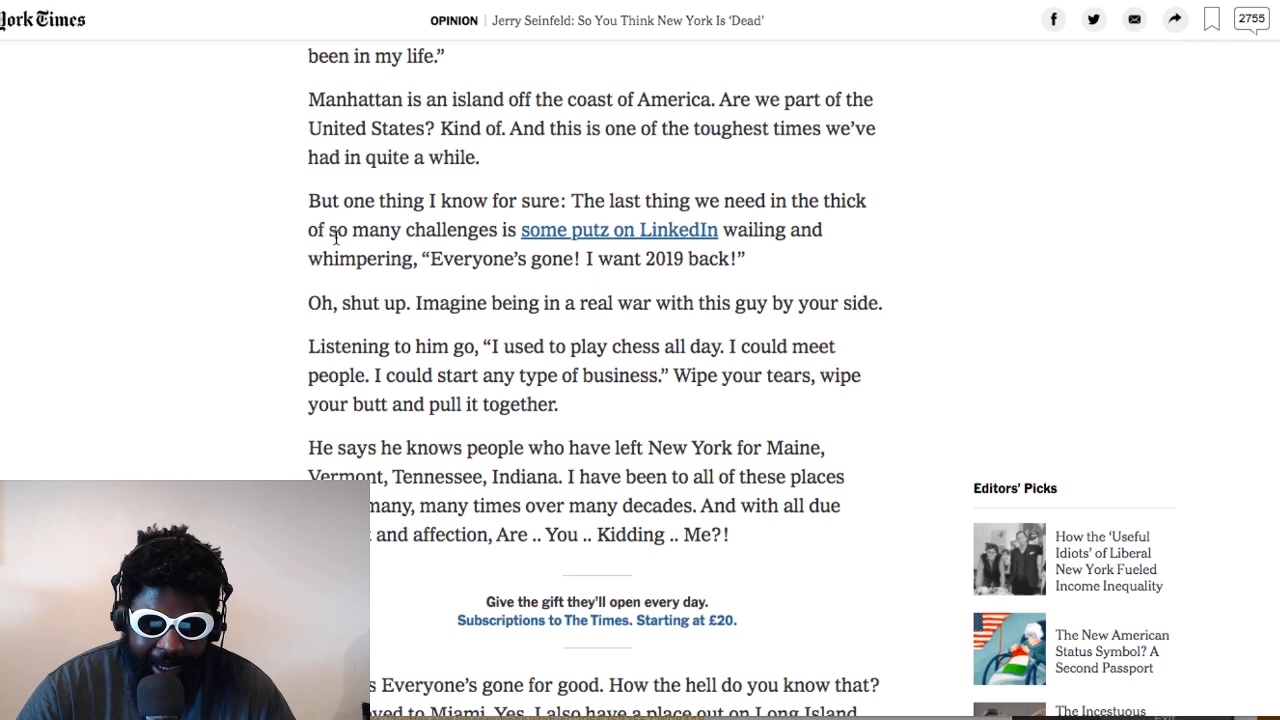 York Times
OPINION | Jerry Seinfeld: So You Think New York Is ‘Dead’
2755
been in my life.”
Manhattan is an island off the coast of America. Are we part of the
United States? Kind of. And this is one of the toughest times we’ve
had in quite a while.
But one thing I know for sure: The last thing we need in the thick
of so many challenges is some putz on LinkedIn wailing and
whimpering, “Everyone’s gone! I want 2019 back!”
Oh, shut up. Imagine being in a real war with this guy by your side.
Listening to him go, “I used to play chess all day. I could meet
people. I could start any type of business.” Wipe your tears, wipe
your butt and pull it together.
He says he knows people who have left New York for Maine,
Vermont, Tennessee, Indiana. I have been to all of these places
many, many times over many decades. And with all due
and affection, Are .. You .. Kidding .. Me?!
Give the gift they’ll open every day.
Subscriptions to The Times. Starting at £20.
s Everyone’s gone for good. How the hell do you know that?
ved to Miami. Yes, I also have a place out on Long Island,
Editors’ Picks
How the ‘Useful
Idiots’ of Liberal
New York Fueled
Income Inequality
The New American
Status Symbol? A
Second Passport
The Incestuous